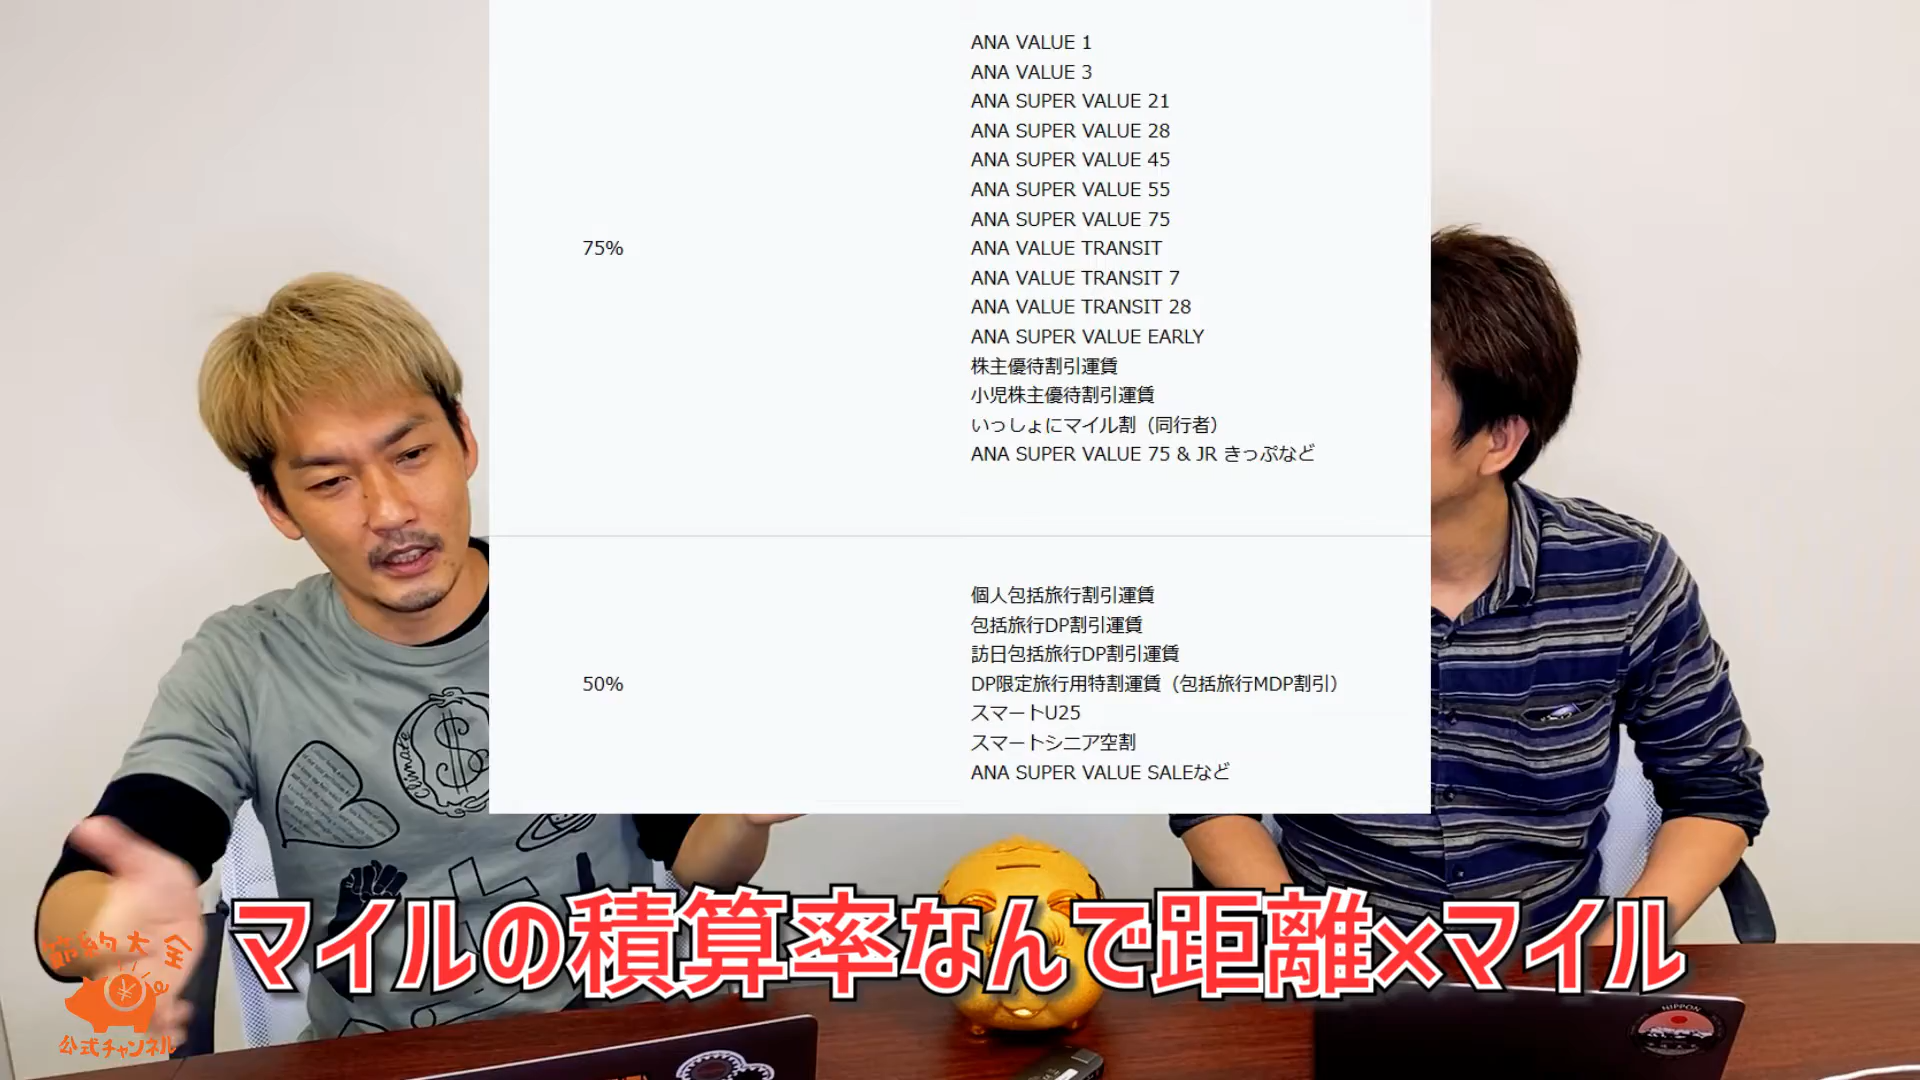 ANA VALUE 1
ANA VALUE 3
ANA SUPER VALUE 21
ANA SUPER VALUE 28
ANA SUPER VALUE 45
ANA SUPER VALUE 55
ANA SUPER VALUE 75
75%
ANA VALUE TRANSIT
ANA VALUE TRANSIT 7
ANA VALUE TRANSIT 28
ANA SUPER VALUE EARLY
株主優待割引運賃
小児株主優待割引運賃
いっしょにマイル割（同行者）
ANA SUPER VALUE 75 & JR きっぷなど
個人包括旅行割引運賃
包括旅行DP割引運賃
訪日包括旅行DP割引運賃
50%
DP限定旅行用特割運賃（包括旅行MDP割引）
スマートU25
スマートシニア空割
ANA SUPER VALUE SALEなど
Climate
$
マイルの積算率なんで距離×マイル
節約大全
¥
公式チャンネル
NIPPON